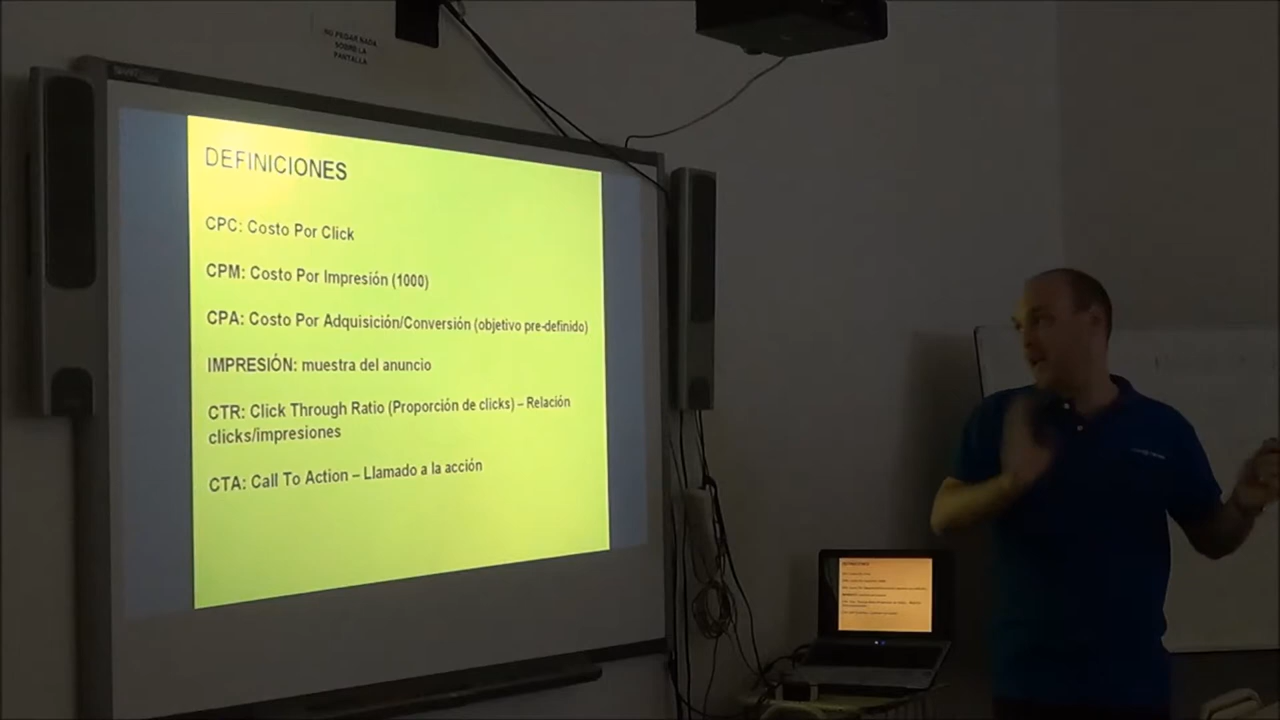 NO PEGAR NADA
SOBRE LA
PANTALLA
DEFINICIONES
CPC: Costo Por Click
CPM: Costo Por Impresión (1000)
CPA: Costo Por Adquisición/Conversión (objetivo pre-definido)
IMPRESIÓN: muestra del anuncio
CTR: Click Through Ratio (Proporción de clicks) – Relación
clicks/impresiones
CTA: Call To Action – Llamado a la acción